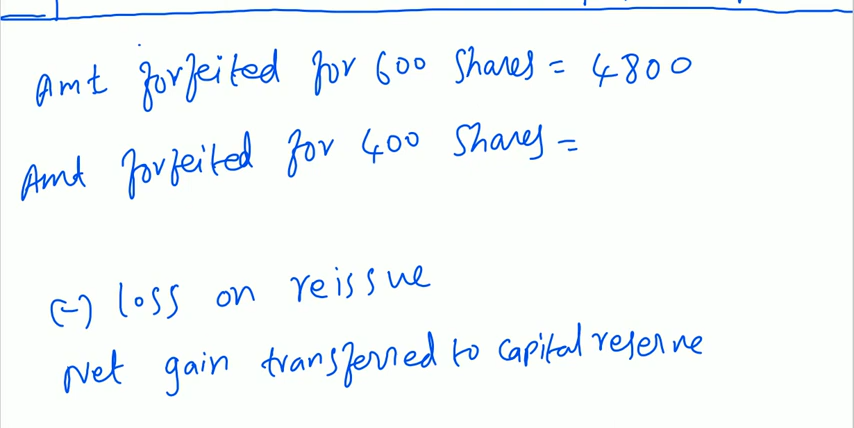 Amt forfeited for 600 shares = 4800
Amt forfeited for 400 shares =
(-) loss on reissue
Net gain transferred to capital reserve